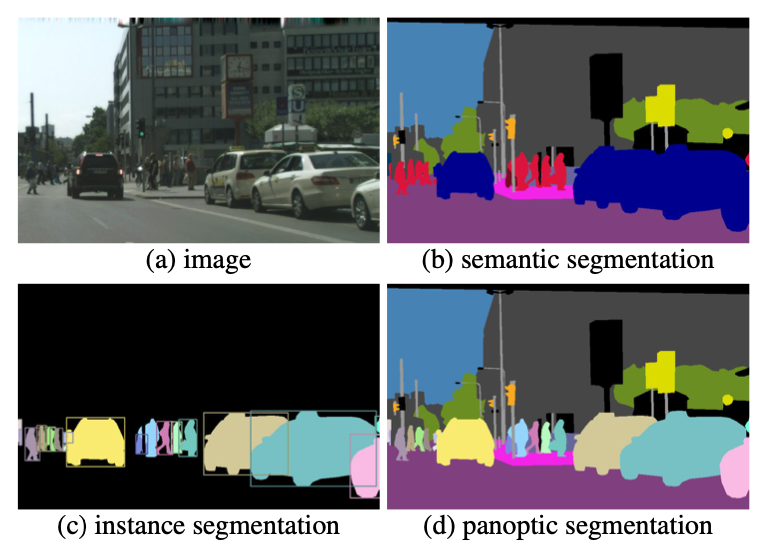 (a) image
(b) semantic segmentation
(c) instance segmentation
(d) panoptic segmentation